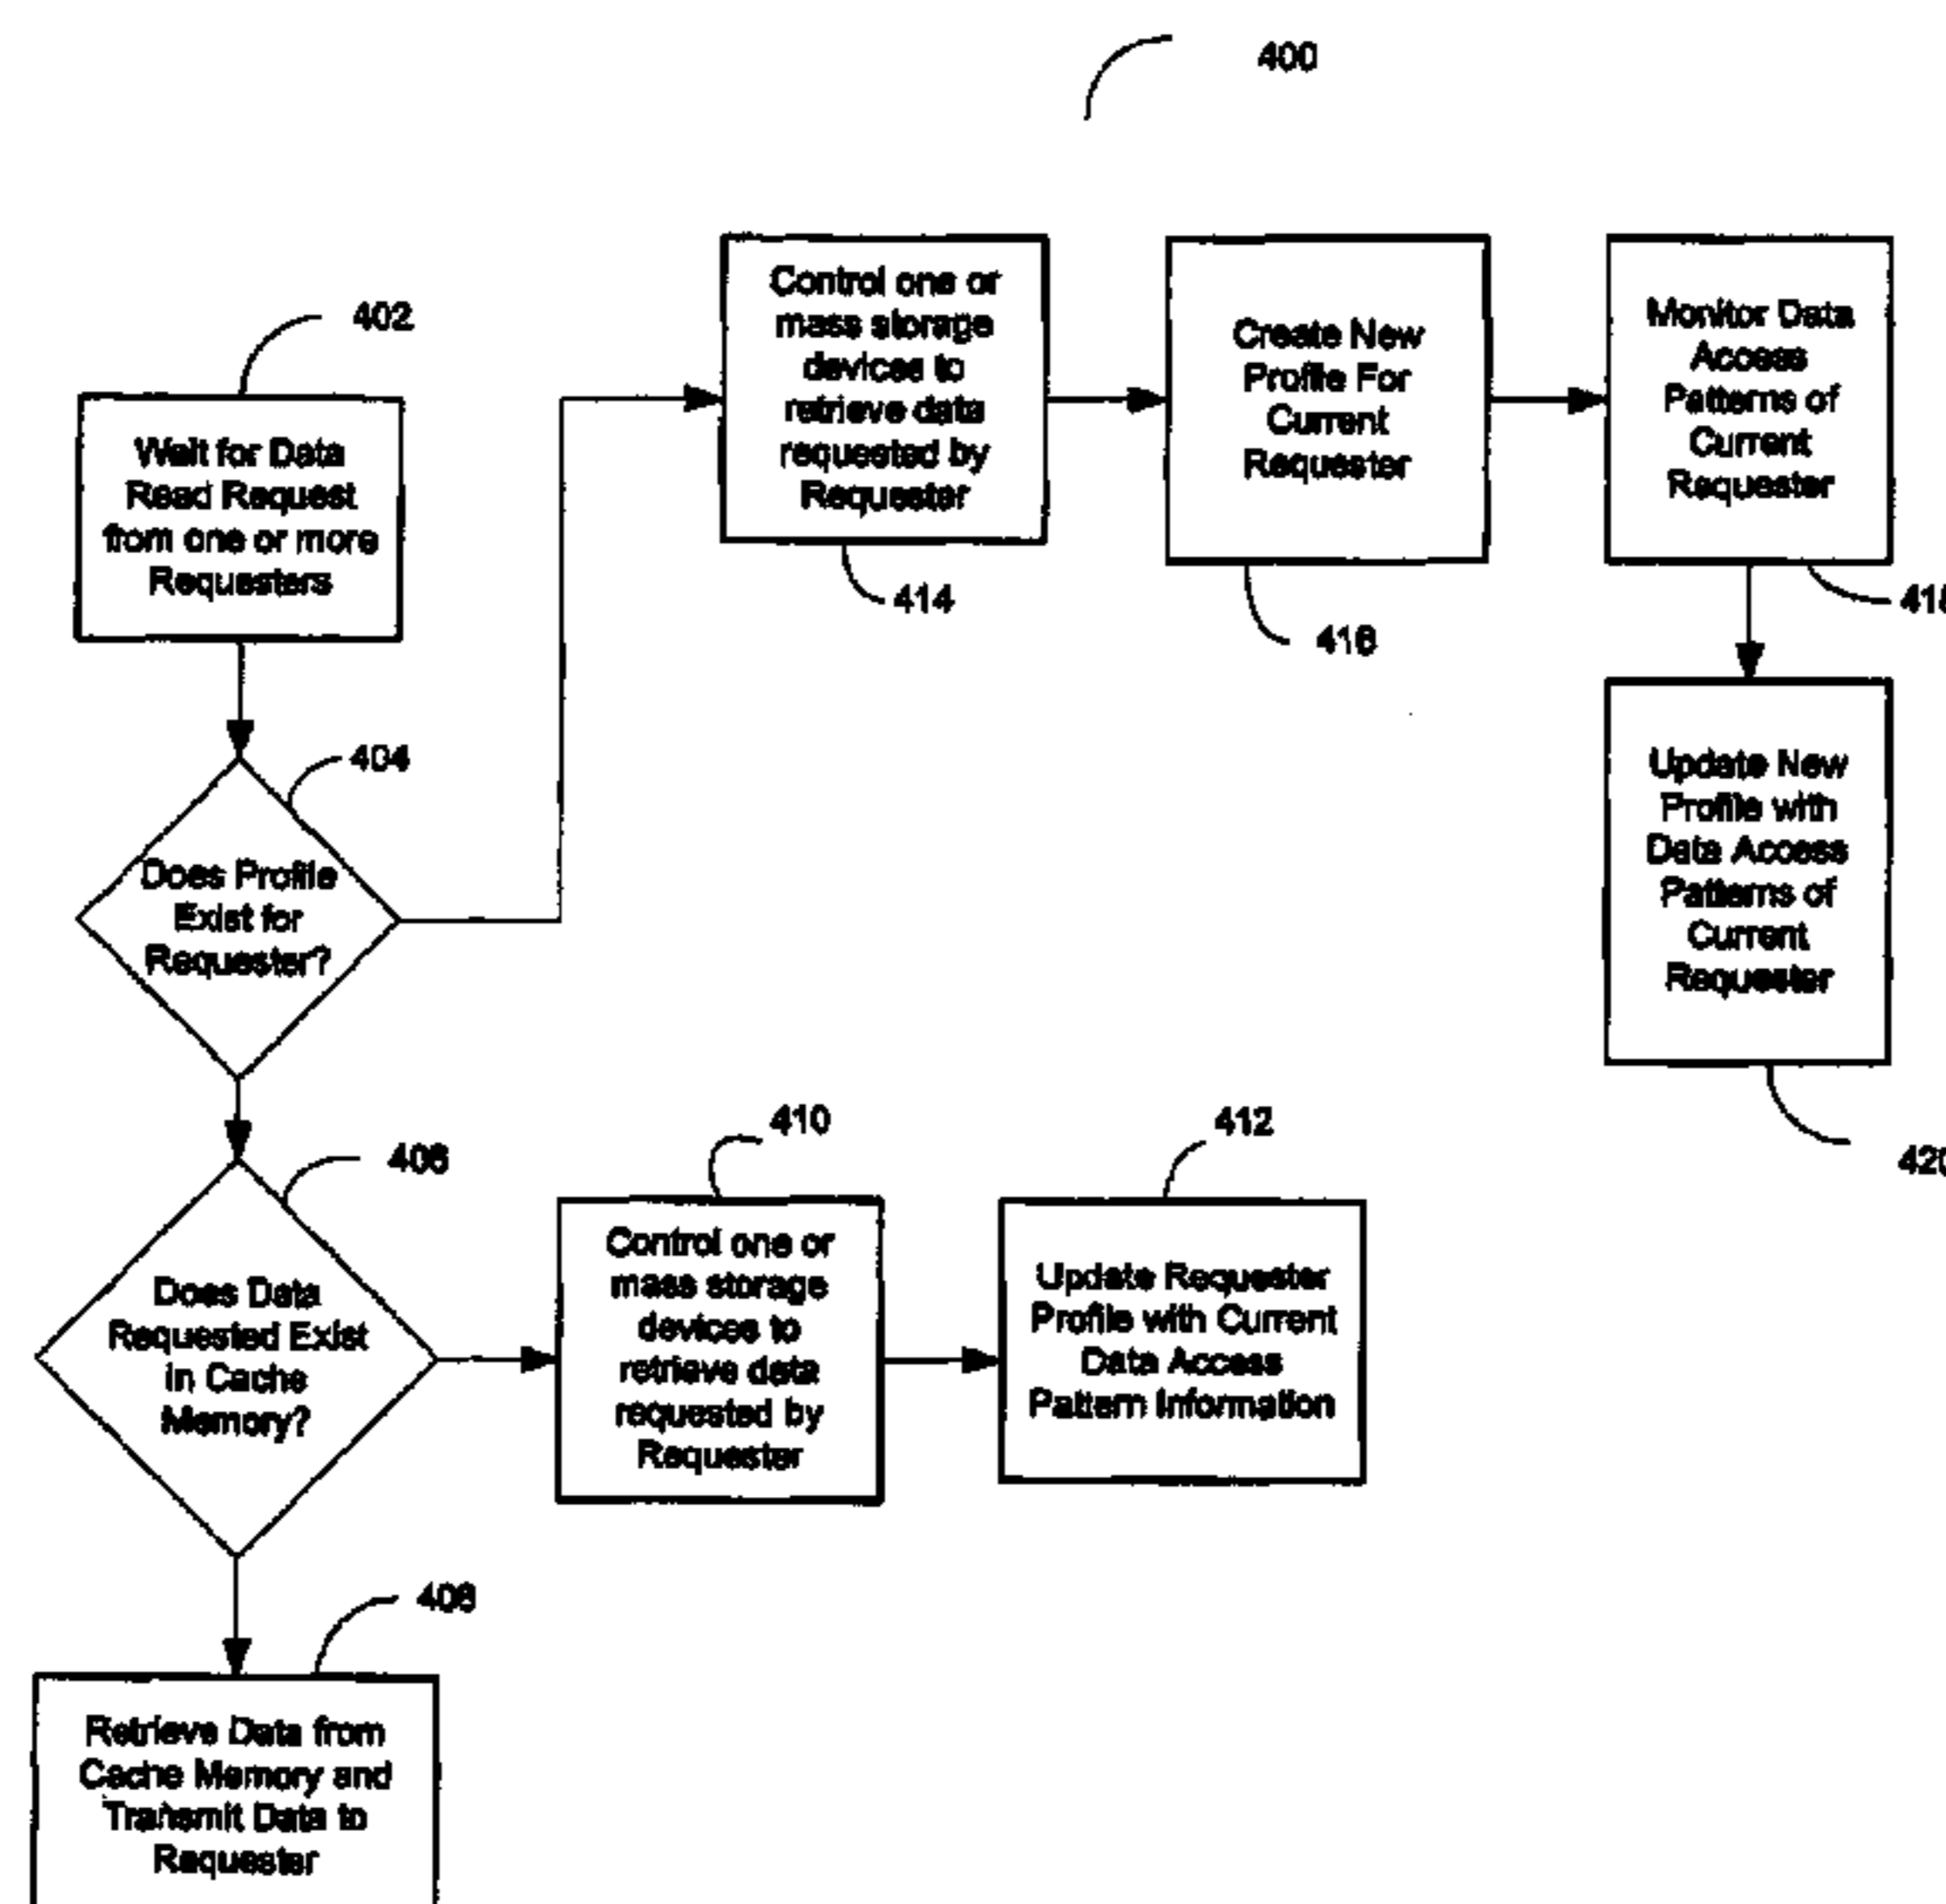 400
402
Wait for Data
Read Request
from one or more
Requesters
404
Does Profile
Exist for
Requester?
406
Does Data
Requested Exist
in Cache
Memory?
408
Retrieve Data from
Cache Memory and
Transmit Data to
Requester
410
Control one or
mass storage
devices to
retrieve data
requested by
Requester
412
Update Requester
Profile with Current
Data Access
Pattern Information
Control one or
mass storage
devices to
retrieve data
requested by
Requester
414
Create New
Profile For
Current
Requester
416
Monitor Data
Access
Patterns of
Current
Requester
Update New
Profile with
Data Access
Patterns of
Current
Requester
420